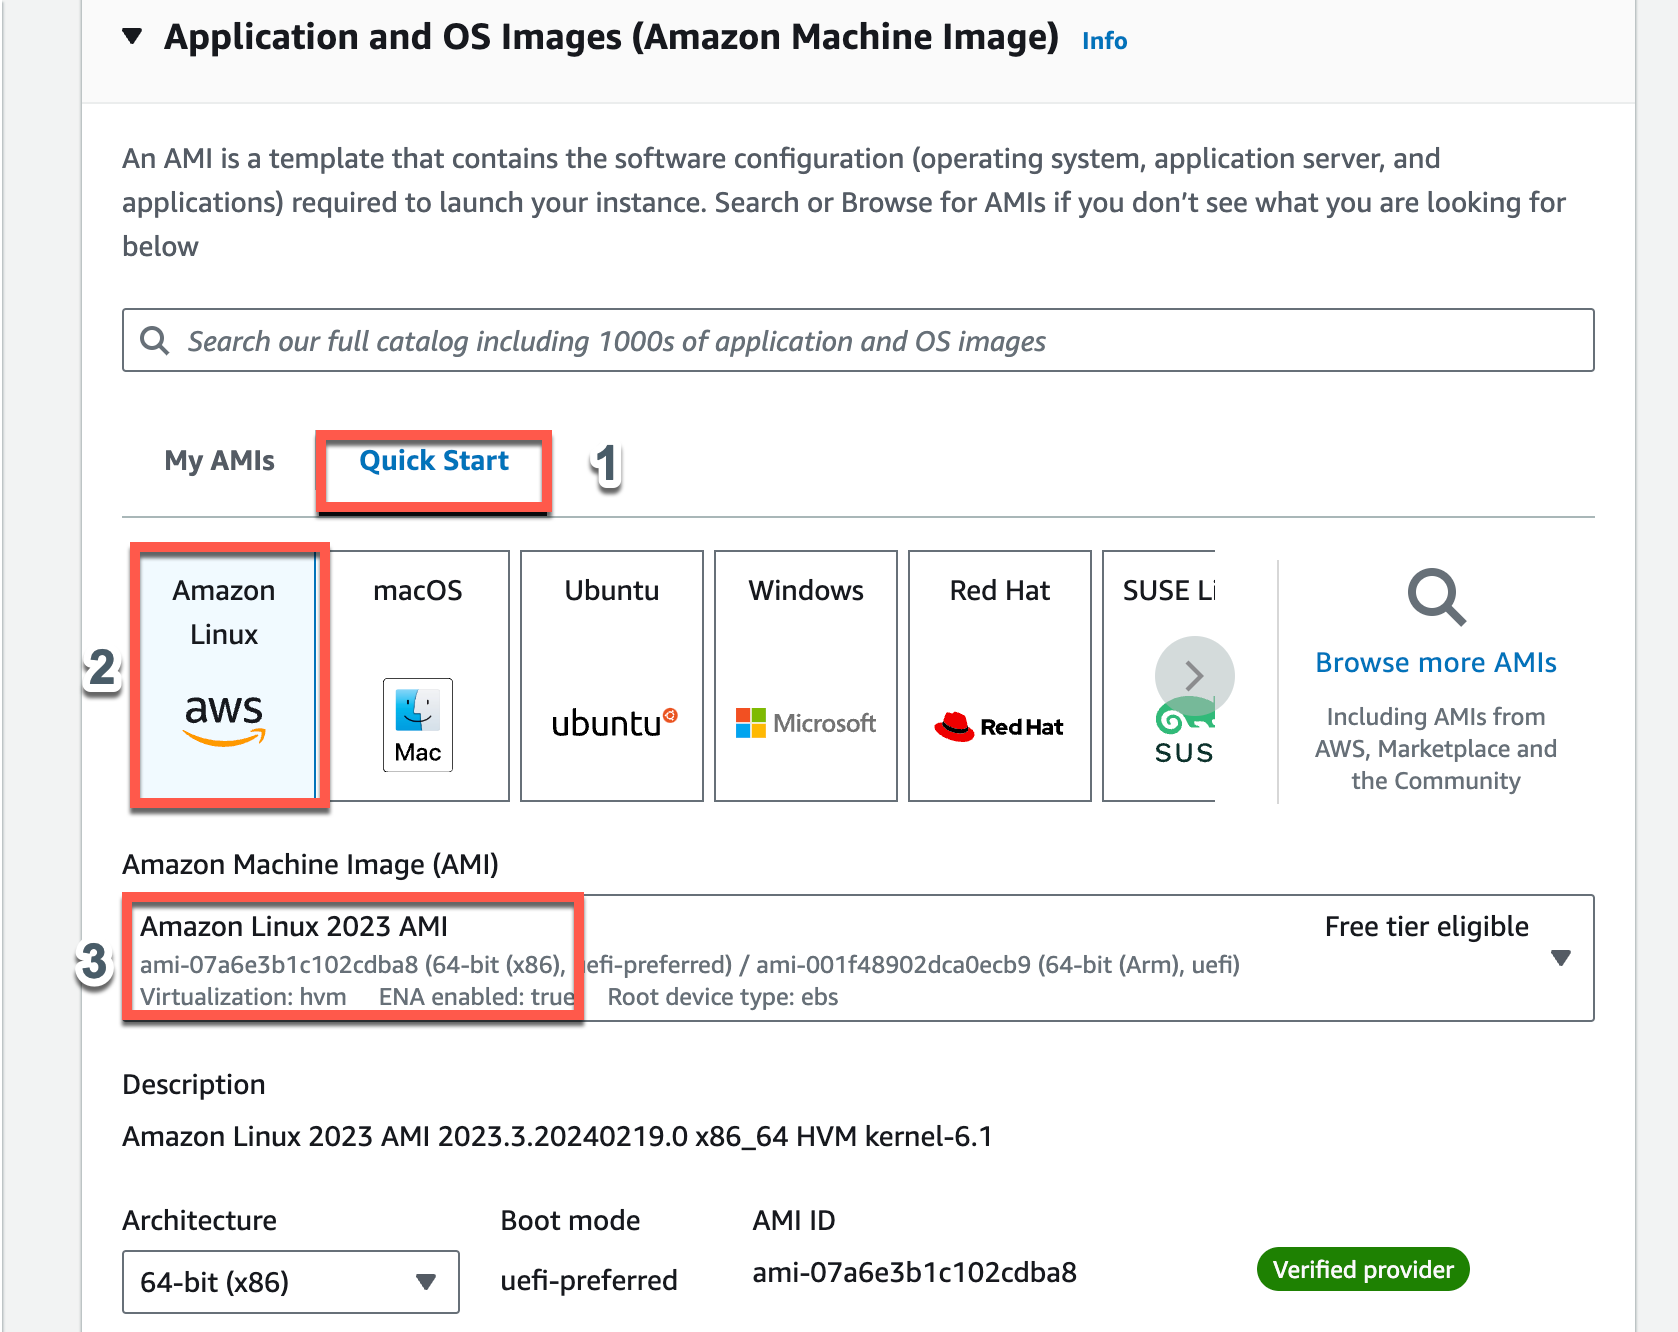 Application and OS Images (Amazon Machine Image) Info
An AMI is a template that contains the software configuration (operating system, application server, and
applications) required to launch your instance. Search or Browse for AMIs if you don’t see what you are looking for
below
Search our full catalog including 1000s of application and OS images
My AMIs Quick Start 1
2
Amazon
Linux
aws
macOS
Mac
Ubuntu
ubuntu
Windows
Microsoft
Red Hat
Red Hat
SUSE Li
SUS
Browse more AMIs
Including AMIs from
AWS, Marketplace and
the Community
Amazon Machine Image (AMI)
3
Amazon Linux 2023 AMI Free tier eligible
ami-07a6e3b1c102cdba8 (64-bit (x86), efi-preferred) / ami-001f48902dca0ecb9 (64-bit (Arm), uefi)
Virtualization: hvm ENA enabled: true Root device type: ebs
Description
Amazon Linux 2023 AMI 2023.3.20240219.0 x86_64 HVM kernel-6.1
Architecture Boot mode AMI ID
64-bit (x86) uefi-preferred ami-07a6e3b1c102cdba8 Verified provider